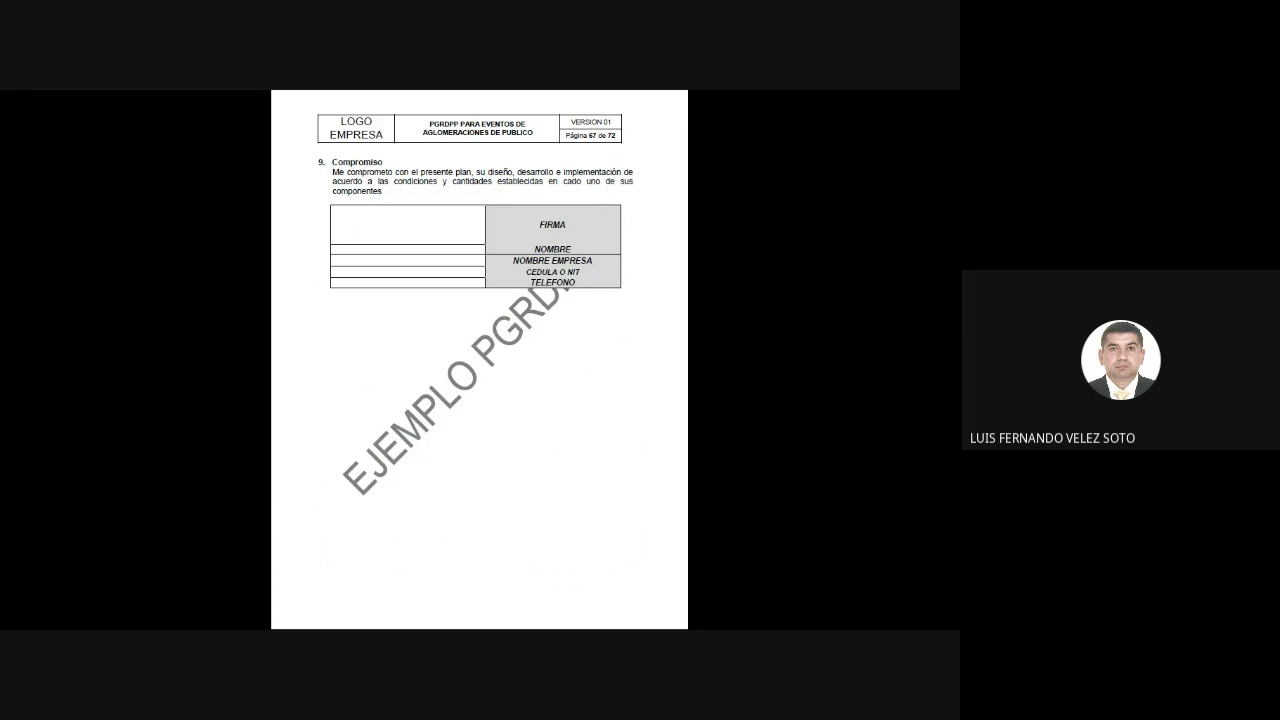 LOGO
EMPRESA
PGRDPP PARA EVENTOS DE
AGLOMERACIONES DE PUBLICO
VERSION 01
Página 67 de 72
9. Compromiso
Me comprometo con el presente plan, su diseño, desarrollo e implementación de
acuerdo a las condiciones y cantidades establecidas en cado uno de sus
componentes
FIRMA
NOMBRE
NOMBRE EMPRESA
CEDULA O NIT
TELEFONO
EJEMPLO
LUIS FERNANDO VELEZ SOTO